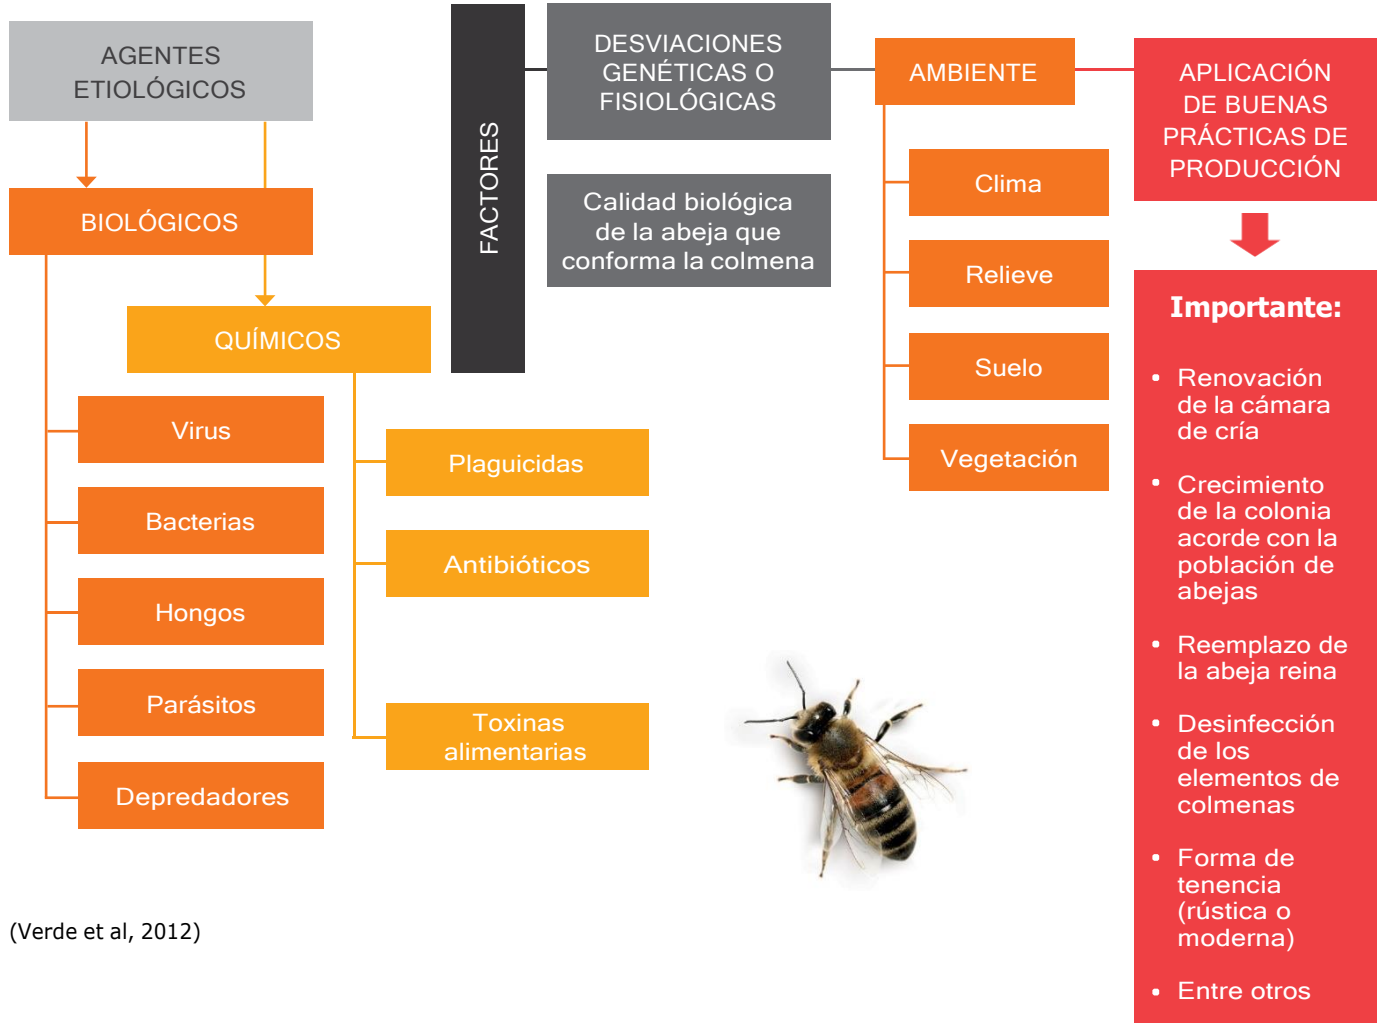 AGENTES
ETIOLÓGICOS
BIOLÓGICOS
QUÍMICOS
Virus
Bacterias
Hongos
Parásitos
Depredadores
Plaguicidas
Antibióticos
Toxinas
alimentarias
FACTORES
DESVIACIONES
GENÉTICAS O
FISIOLÓGICAS
Calidad biológica
de la abeja que
conforma la colmena
AMBIENTE
Clima
Relieve
Suelo
Vegetación
APLICACIÓN
DE BUENAS
PRÁCTICAS DE
PRODUCCIÓN
Importante:
• Renovación
de la cámara
de cría
• Crecimiento
de la colonia
acorde con la
población de
abejas
• Reemplazo de
la abeja reina
• Desinfección
de los
elementos de
colmenas
• Forma de
tenencia
(rústica o
moderna)
• Entre otros
(Verde et al, 2012)